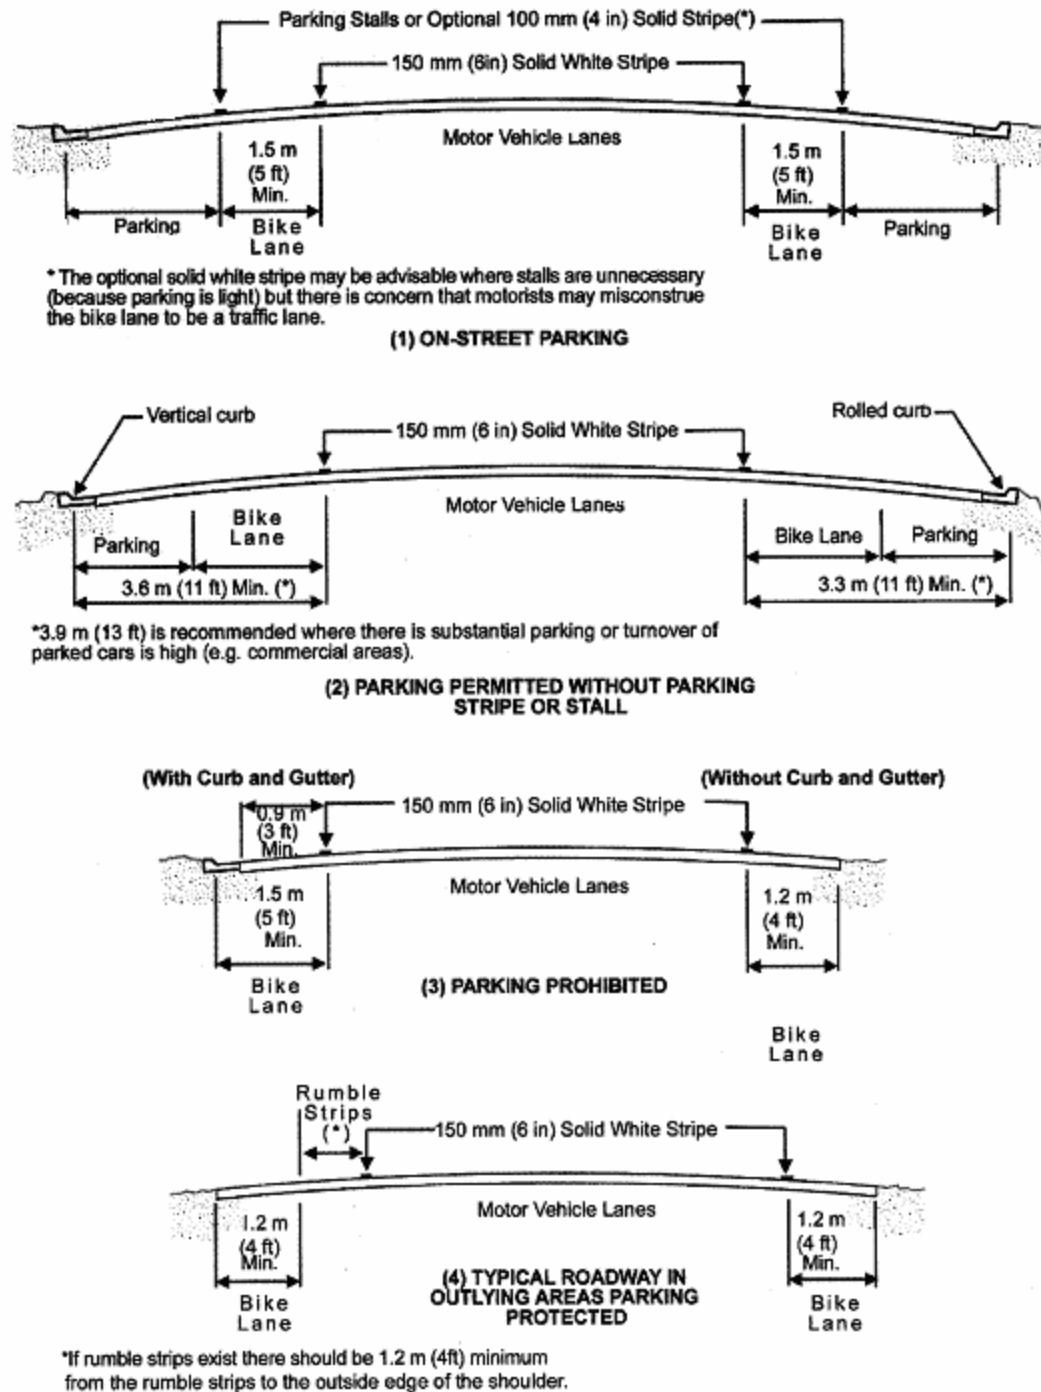 Parking Stalls or Optional 100 mm (4 in) Solid Stripe(*)
150 mm (6in) Solid White Stripe
Motor Vehicle Lanes
1.5 m
(5 ft)
Min.
1.5 m
(5 ft)
Min.
Parking
Bike
Lane
Bike
Lane
Parking
* The optional solid white stripe may be advisable where stalls are unnecessary
(because parking is light) but there is concern that motorists may misconstrue
the bike lane to be a traffic lane.
(1) ON-STREET PARKING
Vertical curb
150 mm (6 in) Solid White Stripe
Rolled curb
Motor Vehicle Lanes
Parking
Bike
Lane
Bike Lane
Parking
3.6 m (11 ft) Min. (*)
3.3 m (11 ft) Min. (*)
*3.9 m (13 ft) is recommended where there is substantial parking or turnover of
parked cars is high (e.g. commercial areas).
(2) PARKING PERMITTED WITHOUT PARKING
STRIPE OR STALL
(With Curb and Gutter)
(Without Curb and Gutter)
150 mm (6 in) Solid White Stripe
0.9 m
(3 ft)
Min.
Motor Vehicle Lanes
1.5 m
(5 ft)
Min.
1.2 m
(4 ft)
Min.
Bike
Lane
(3) PARKING PROHIBITED
Bike
Lane
Rumble
Strips
(*)
150 mm (6 in) Solid White Stripe
Motor Vehicle Lanes
1.2 m
(4 ft)
Min.
1.2 m
(4 ft)
Min.
Bike
Lane
(4) TYPICAL ROADWAY IN
OUTLYING AREAS PARKING
PROTECTED
Bike
Lane
*If rumble strips exist there should be 1.2 m (4ft) minimum
from the rumble strips to the outside edge of the shoulder.